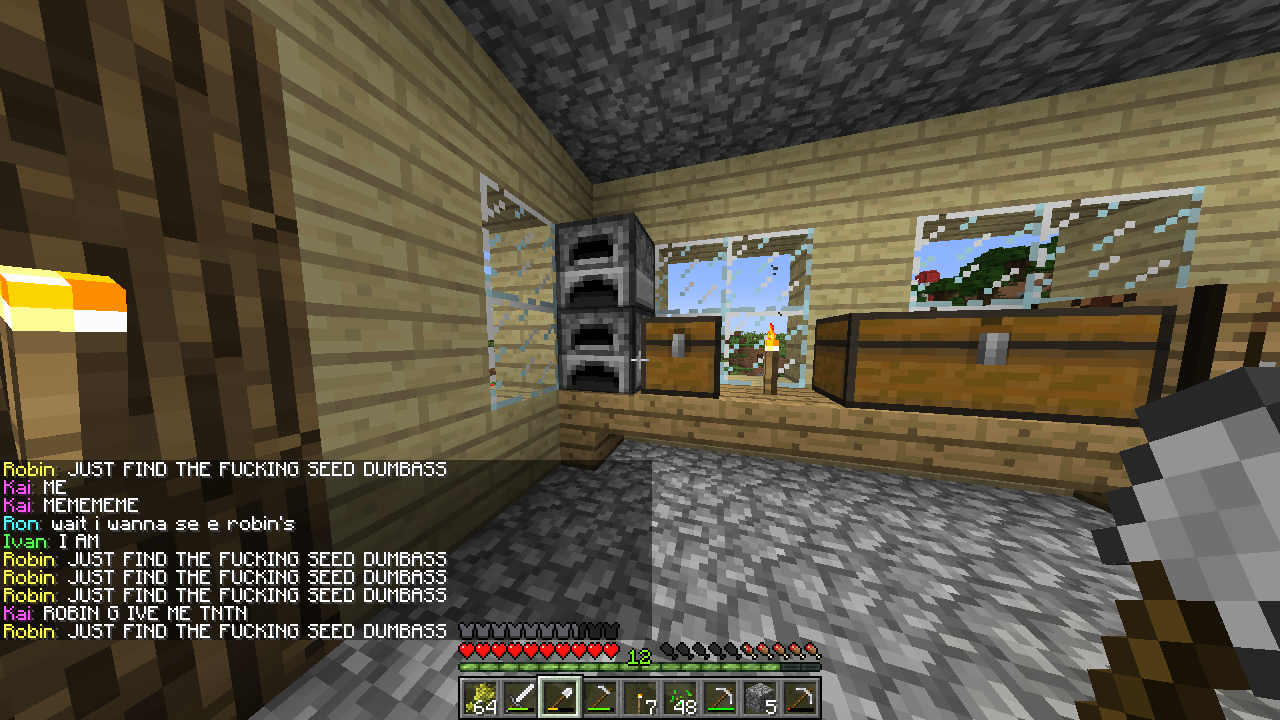 Robin: JUST FIND THE FUCKING SEED DUMBASS
Kai: ME
Kai: MEMEMEME
Ron: wait i wanna se e robin's
Ivan: I AM
Robin: JUST FIND THE FUCKING SEED DUMBASS
Robin: JUST FIND THE FUCKING SEED DUMBASS
Robin: JUST FIND THE FUCKING SEED DUMBASS
Kai: ROBIN G IVE ME TNTN
Robin: JUST FIND THE FUCKING SEED DUMBASS
12
64 7 48 5